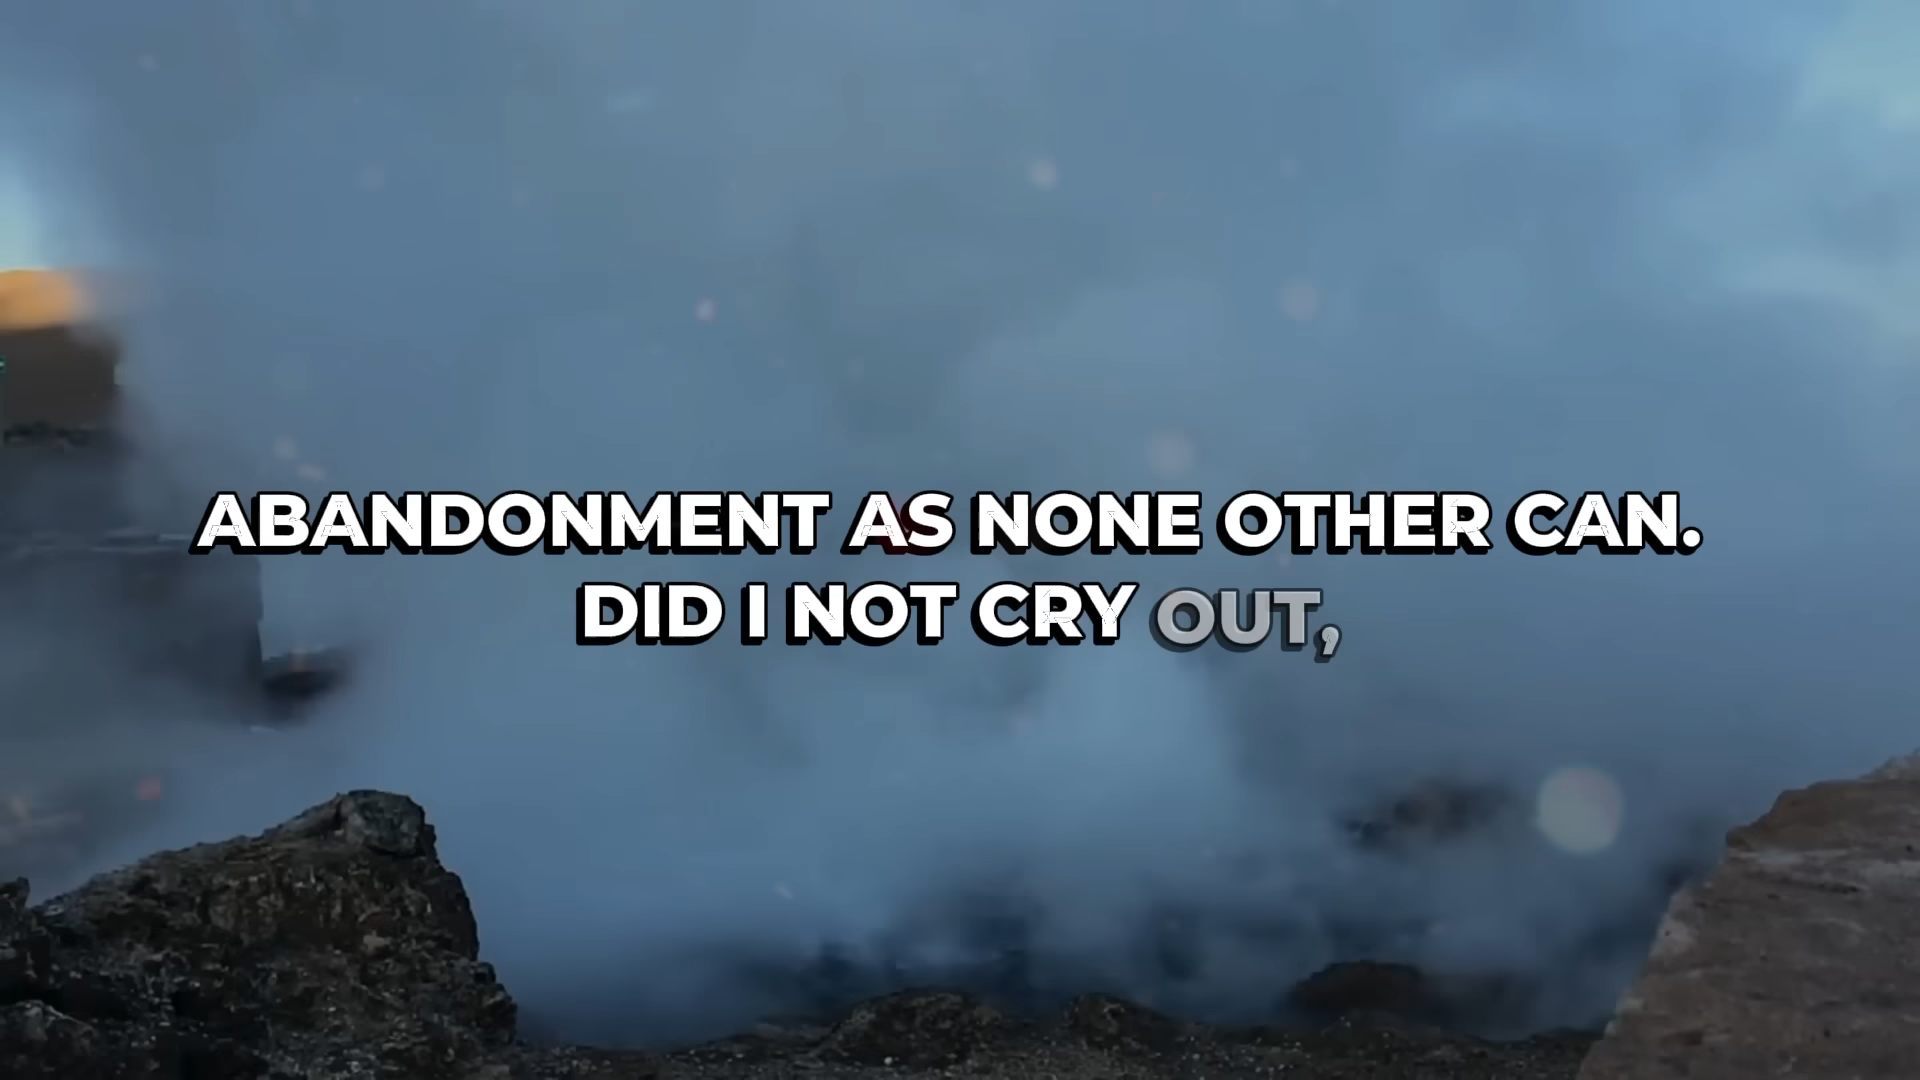 ABANDONMENT AS NONE OTHER CAN.
DID I NOT CRY OUT,